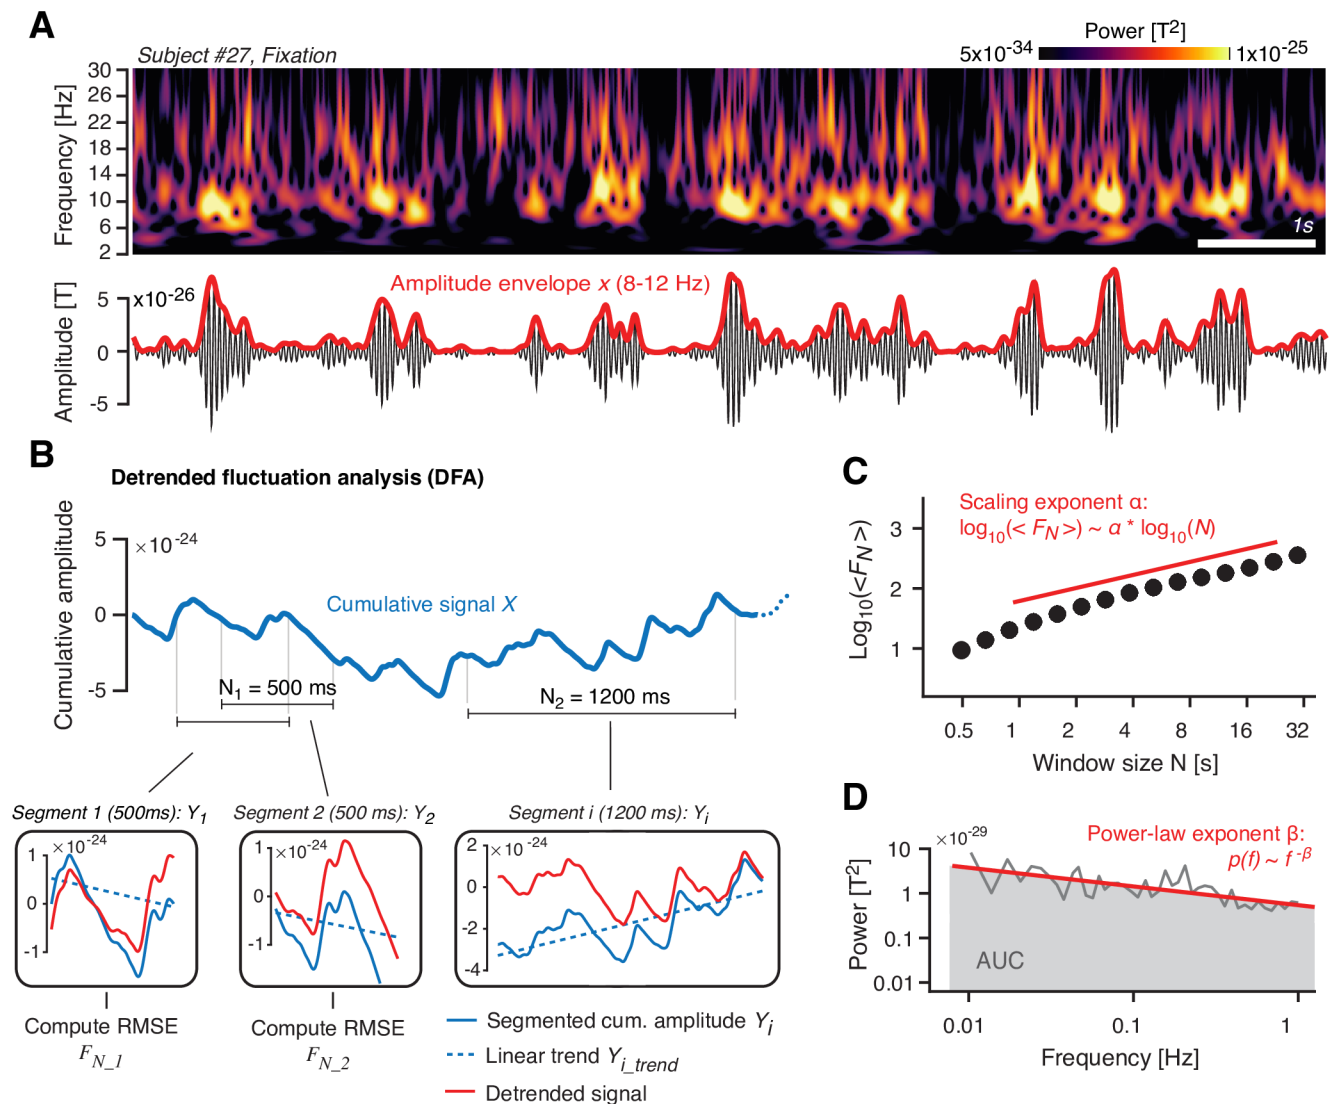 A
Subject #27, Fixation
Power [T²]
5x10⁻³⁴
1x10⁻²⁵
Frequency [Hz]
30
26
22
18
14
10
6
2
1s
Amplitude [T]
x10⁻²⁶
5
0
-5
Amplitude envelope x (8-12 Hz)
B
Detrended fluctuation analysis (DFA)
Cumulative amplitude
×10⁻²⁴
5
0
-5
Cumulative signal X
N₁ = 500 ms
N₂ = 1200 ms
Segment 1 (500ms): Y₁
×10⁻²⁴
1
0
-1
Compute RMSE
F_N_1
Segment 2 (500 ms): Y₂
×10⁻²⁴
1
0
-1
Compute RMSE
F_N_2
Segment i (1200 ms): Yᵢ
× 10⁻²⁴
2
0
-2
-4
Segmented cum. amplitude Yᵢ
Linear trend Y_i_trend
Detrended signal
C
Scaling exponent α:
log₁₀(< F_N >) ~ α * log₁₀(N)
Log₁₀(<F_N >)
3
2
1
0.5 1 2 4 8 16 32
Window size N [s]
D
×10⁻²⁹
Power-law exponent β:
p(f) ~ f ^-β
Power [T²]
10
1
0.1
0.01
AUC
0.01 0.1 1
Frequency [Hz]